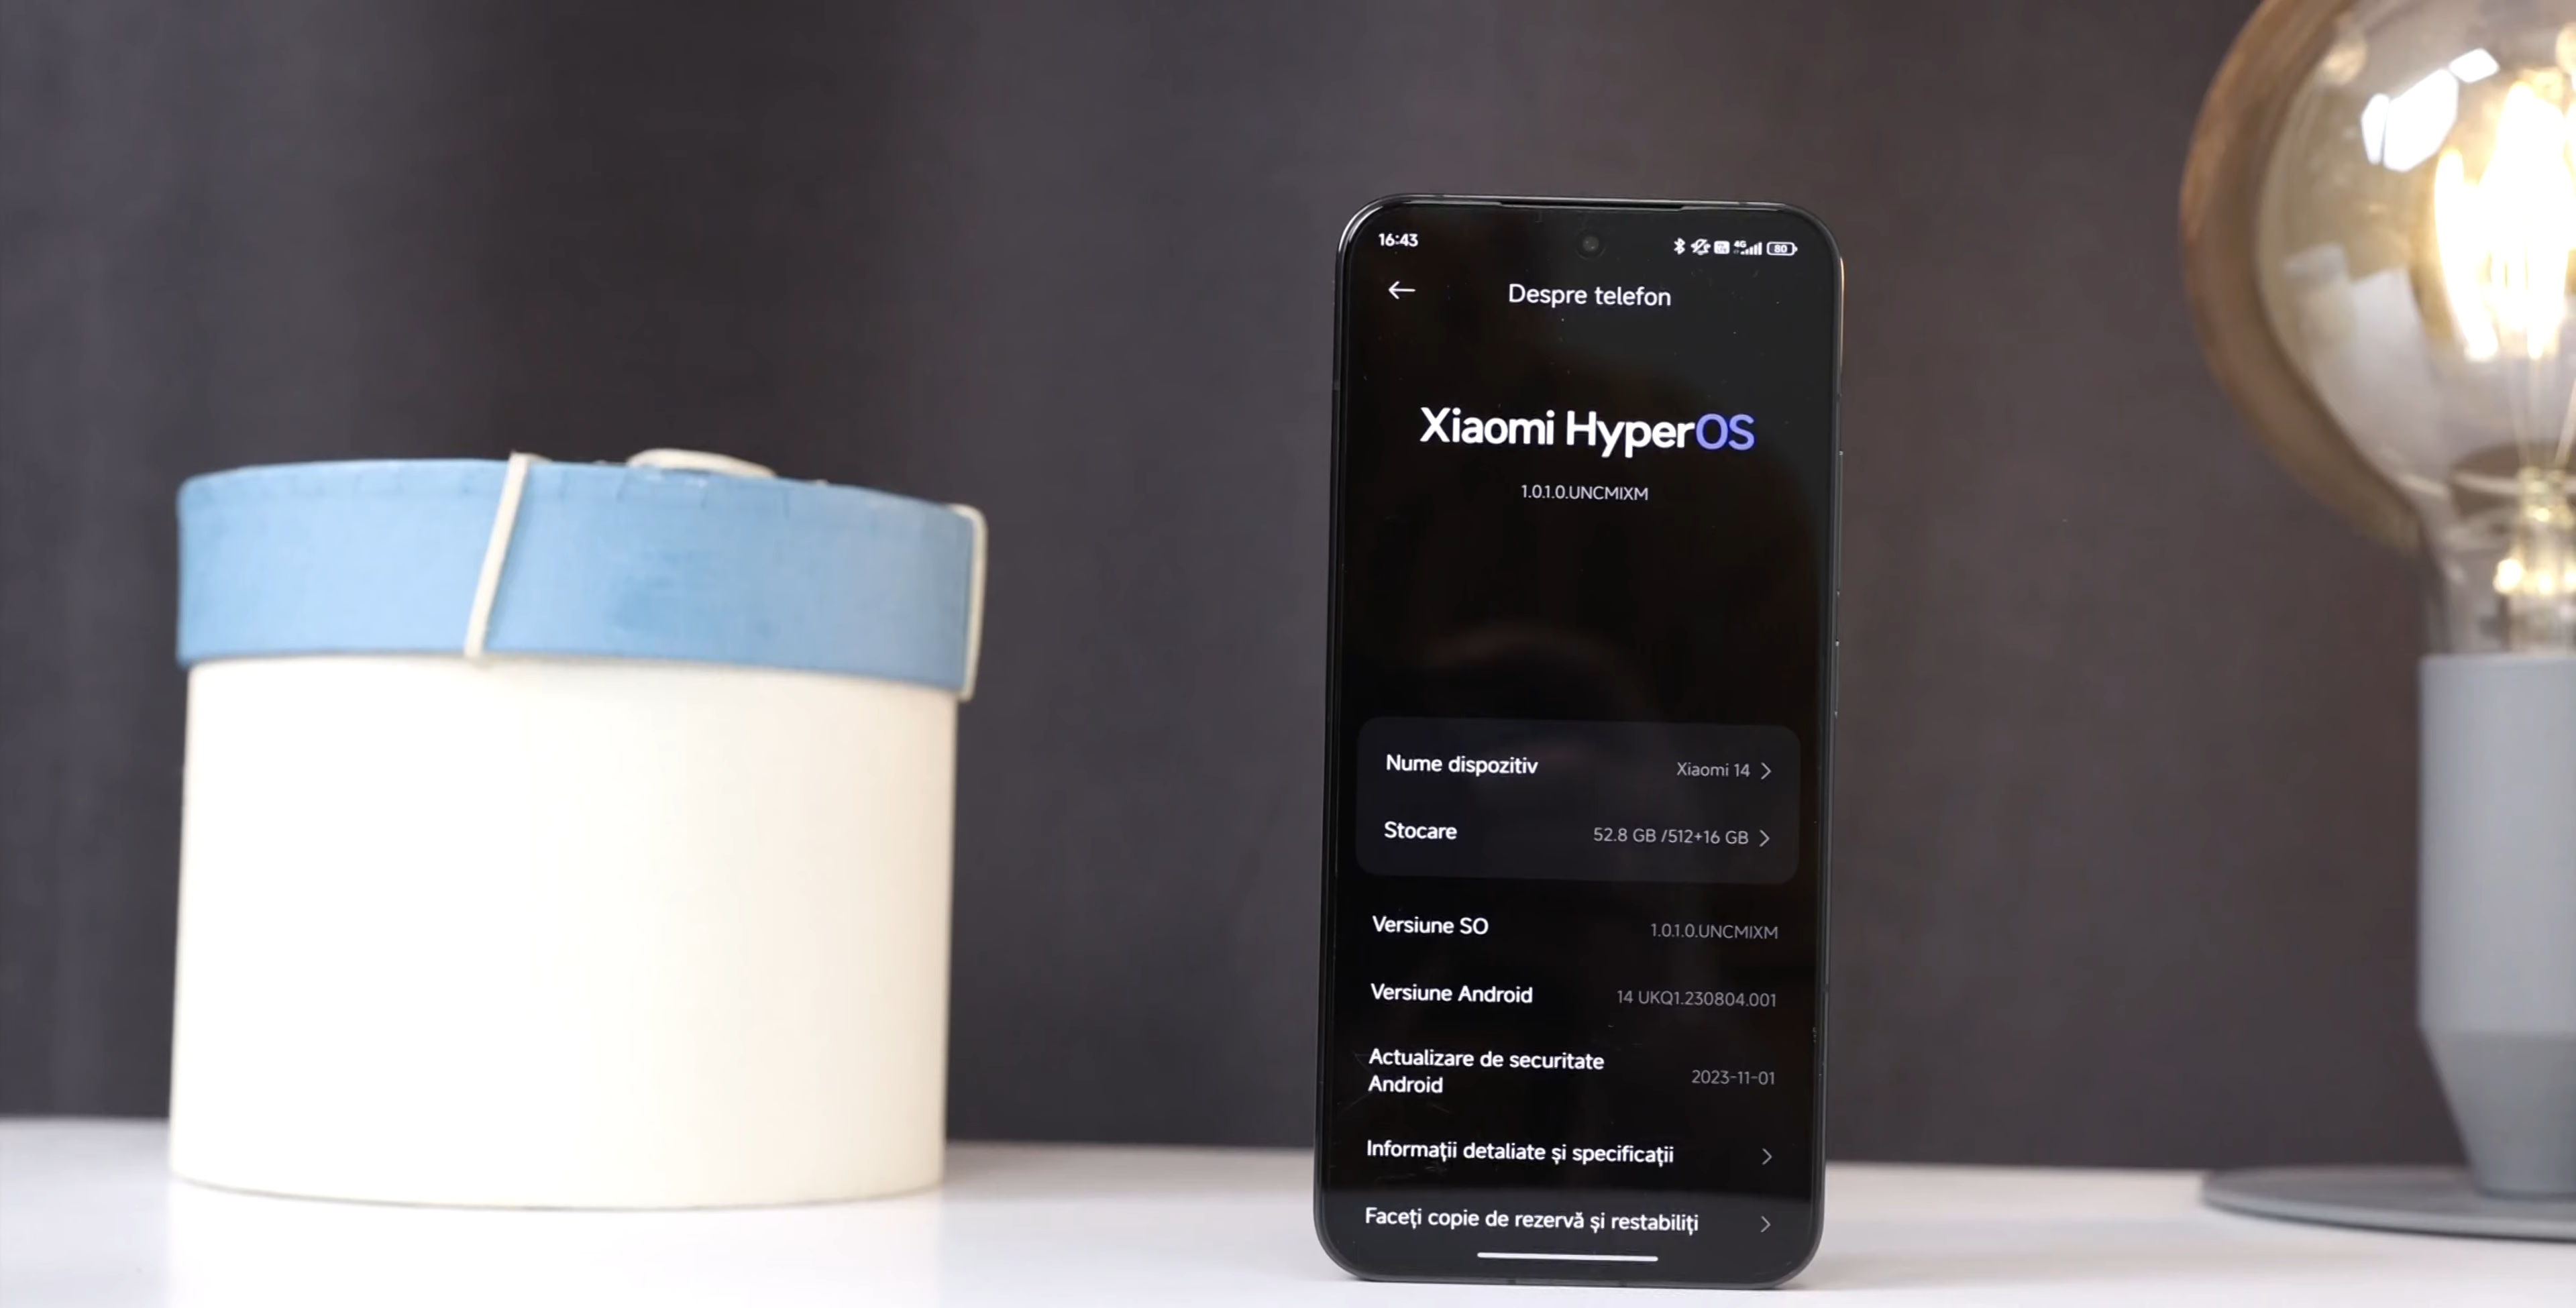 16:43
4G
80
Despre telefon
Xiaomi HyperOS
1.0.1.0.UNCMIXM
Nume dispozitiv Xiaomi 14
Stocare 52.8 GB /512+16 GB
Versiune SO 1.0.1.0.UNCMIXM
Versiune Android 14 UKQ1.230804.001
Actualizare de securitate
Android 2023-11-01
Informații detaliate și specificații
Faceți copie de rezervă și restabiliți